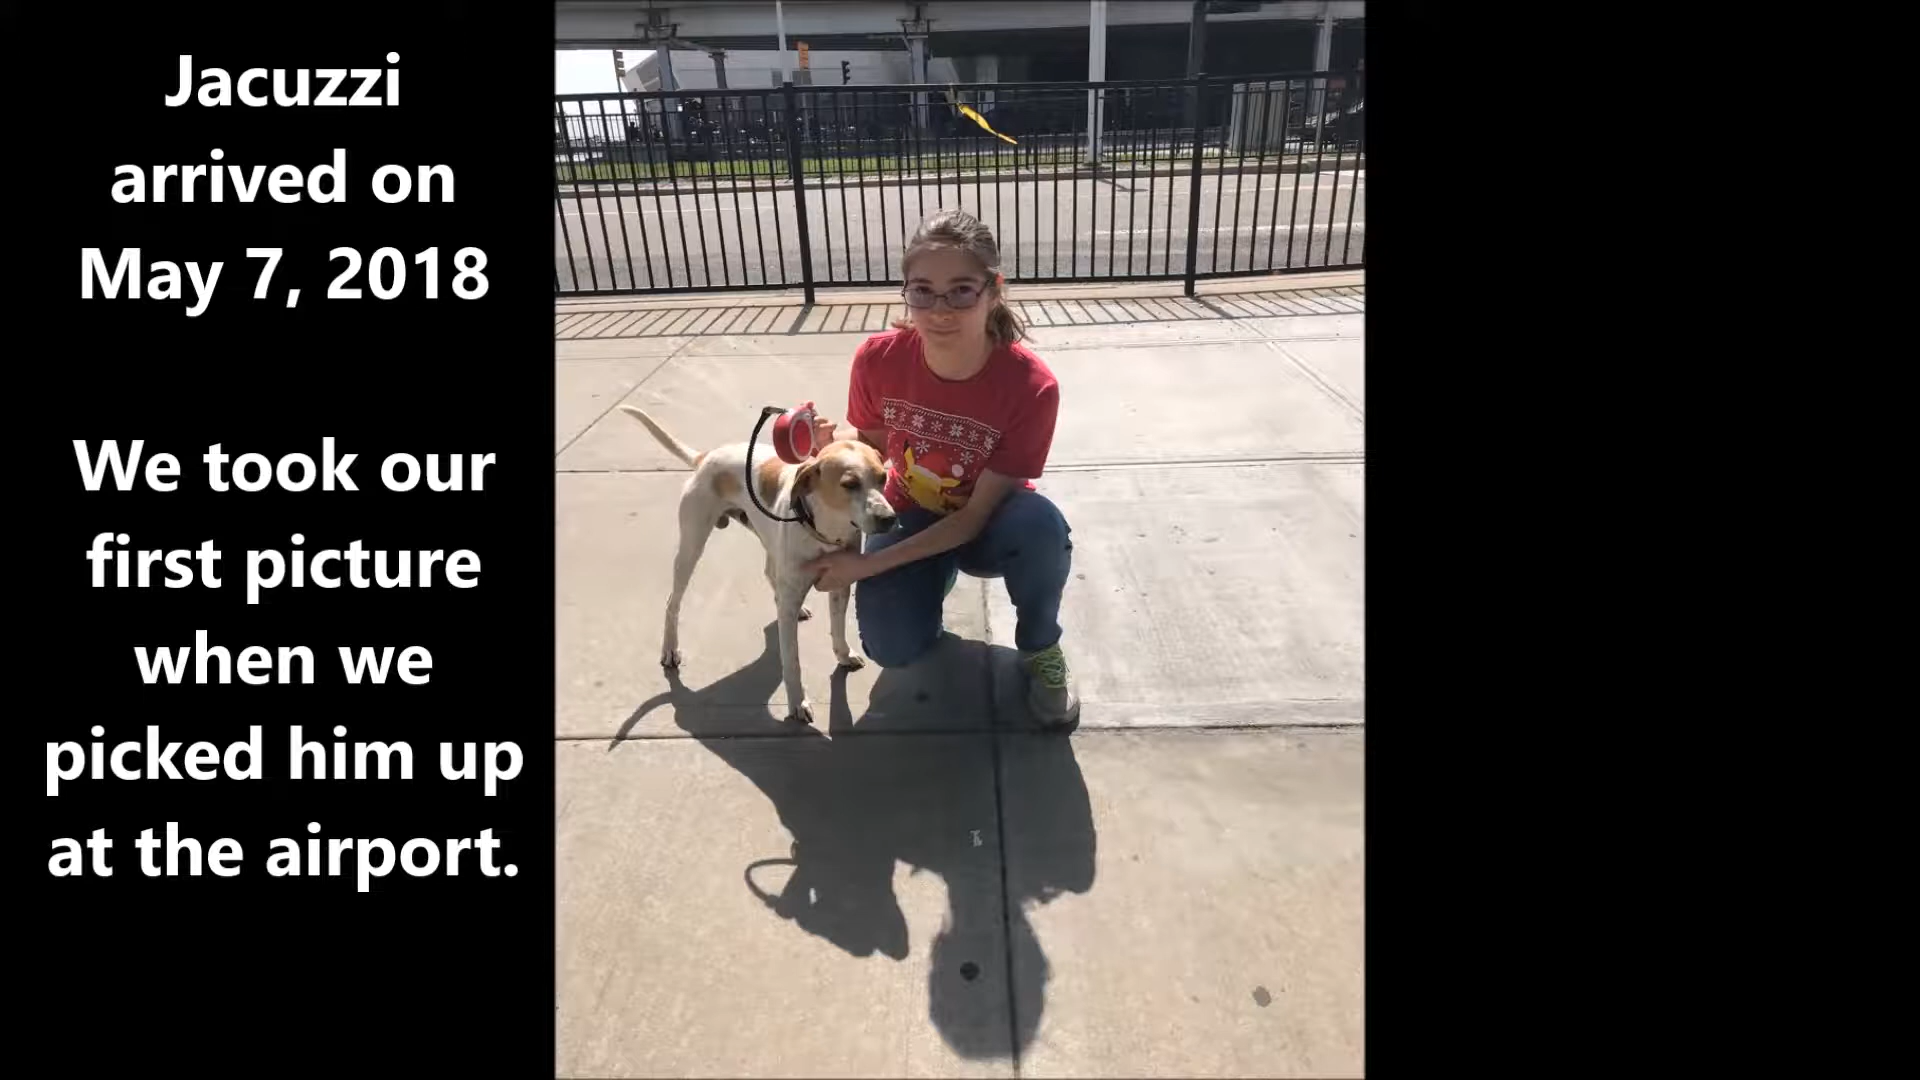 Jacuzzi
arrived on
May 7, 2018
We took our
first picture
when we
picked him up
at the airport.